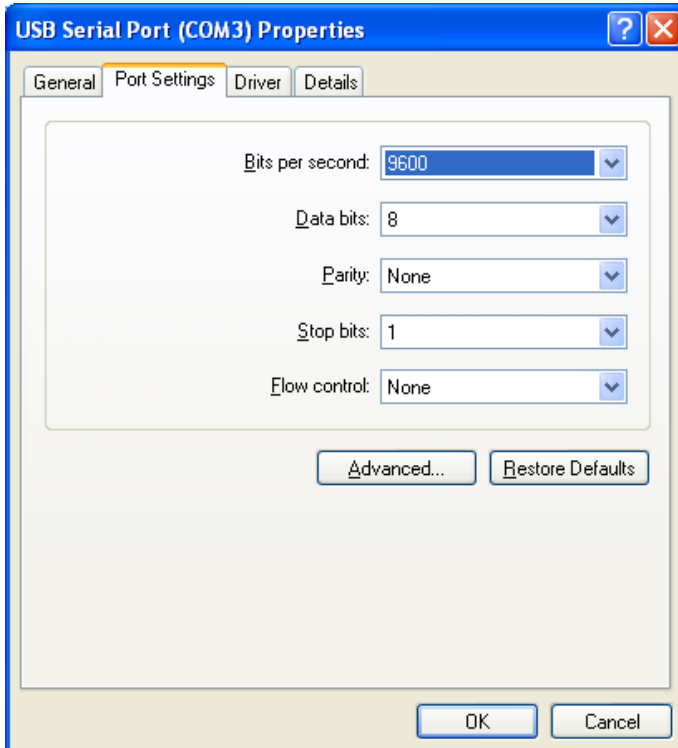 USB Serial Port (COM3) Properties
General Port Settings Driver Details
Bits per second: 9600
Data bits: 8
Parity: None
Stop bits: 1
Flow control: None
Advanced... Restore Defaults
OK Cancel